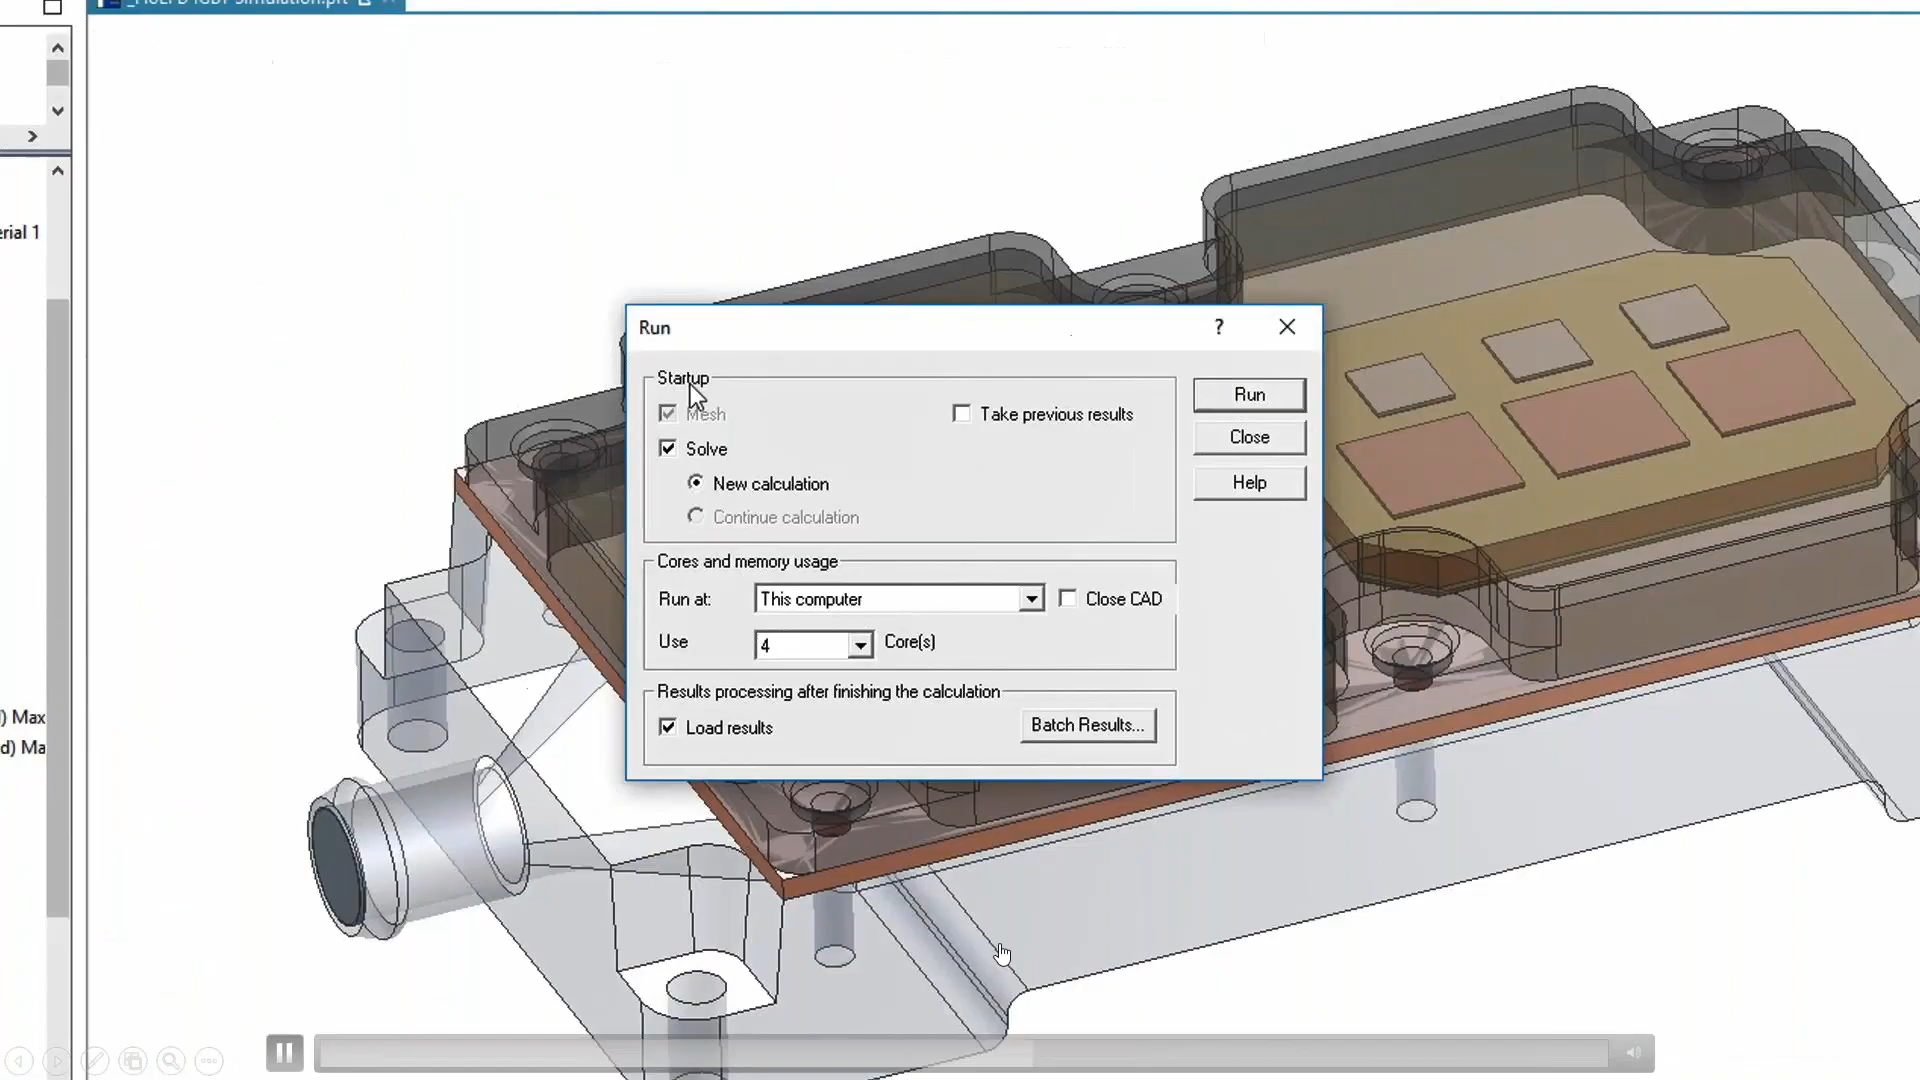 Run
?
Startup
Mesh
Take previous results
Run
Solve
Close
New calculation
Help
Continue calculation
Cores and memory usage
Run at:
This computer
Close CAD
Use
4
Core(s)
Results processing after finishing the calculation
Load results
Batch Results...
erial 1
) Max
d) Ma